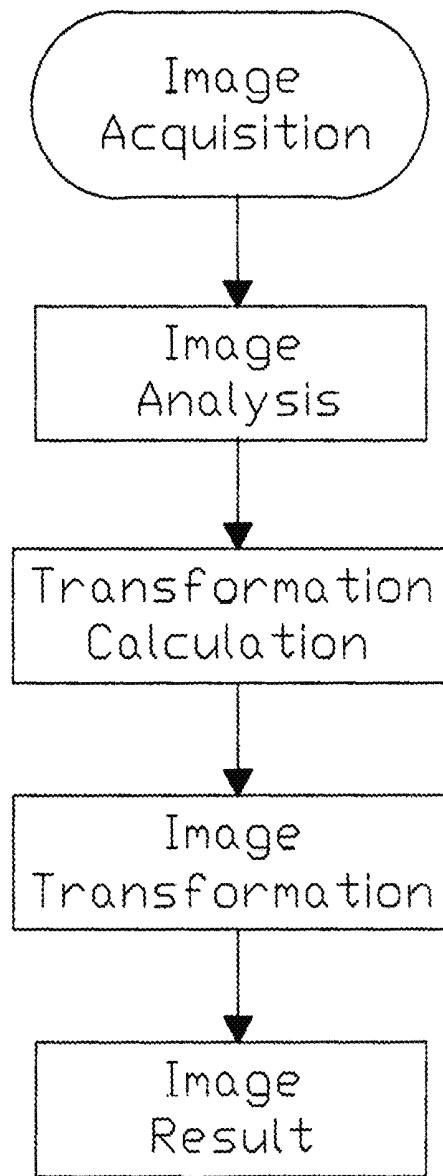 Image
Acquisition
Image
Analysis
Transformation
Calculation
Image
Transformation
Image
Result